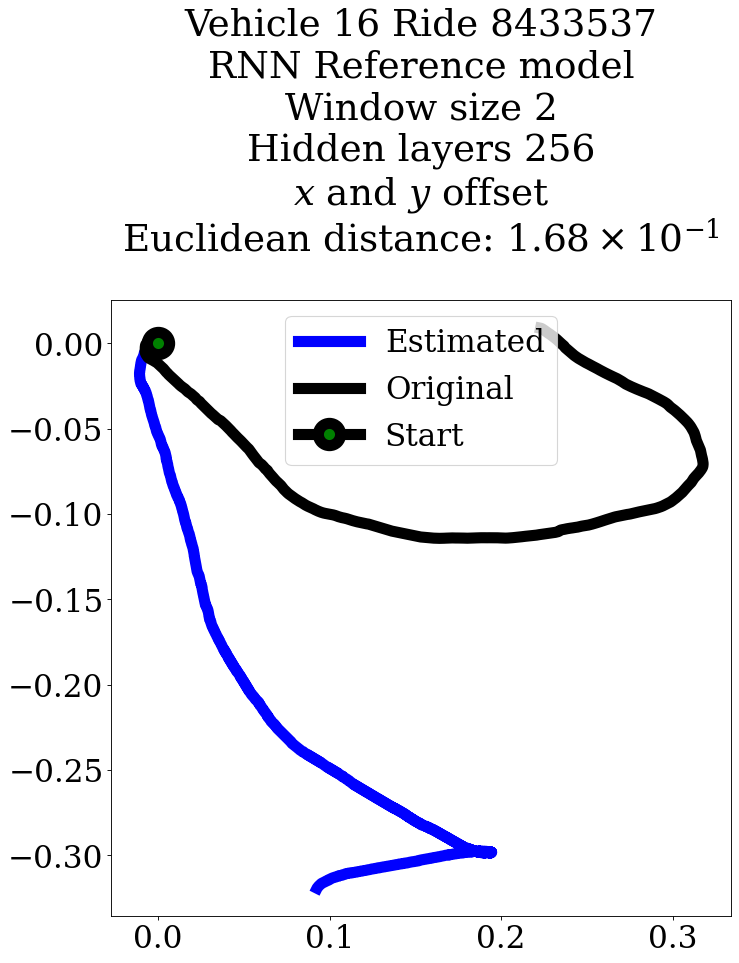 Vehicle 16 Ride 8433537
RNN Reference model
Window size 2
Hidden layers 256
x and y offset
Euclidean distance: 1.68 × 10⁻¹
Estimated
Original
Start
0.00
−0.05
−0.10
−0.15
−0.20
−0.25
−0.30
0.0 0.1 0.2 0.3